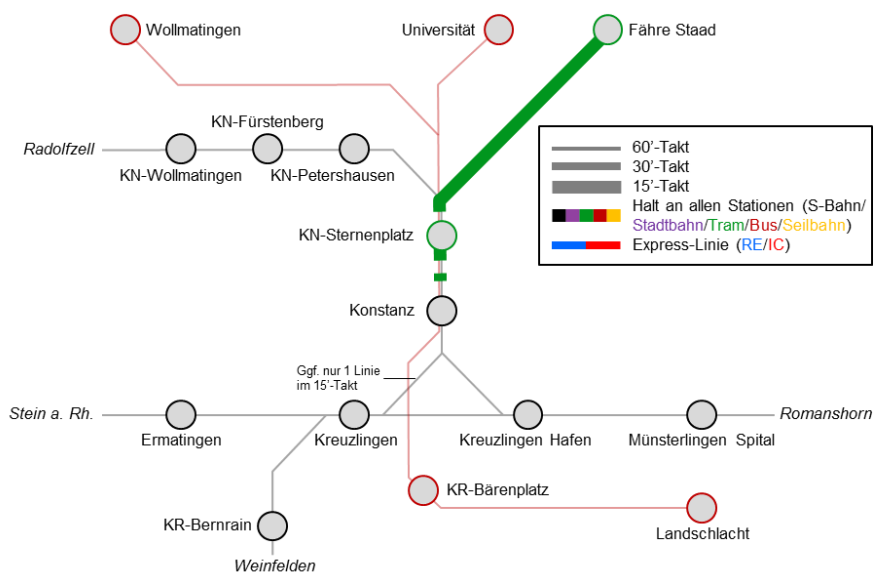 Wollmatingen
Universität
Fähre Staad
KN-Fürstenberg
Radolfzell
KN-Wollmatingen
KN-Petershausen
60’-Takt
30’-Takt
15’-Takt
Halt an allen Stationen (S-Bahn/
Stadtbahn/Tram/Bus/Seilbahn)
Express-Linie (RE/IC)
KN-Sternenplatz
Konstanz
Ggf. nur 1 Linie
im 15’-Takt
Stein a. Rh.
Romanshorn
Ermatingen
Kreuzlingen
Kreuzlingen Hafen
Münsterlingen Spital
KR-Bärenplatz
KR-Bernrain
Landschlacht
Weinfelden